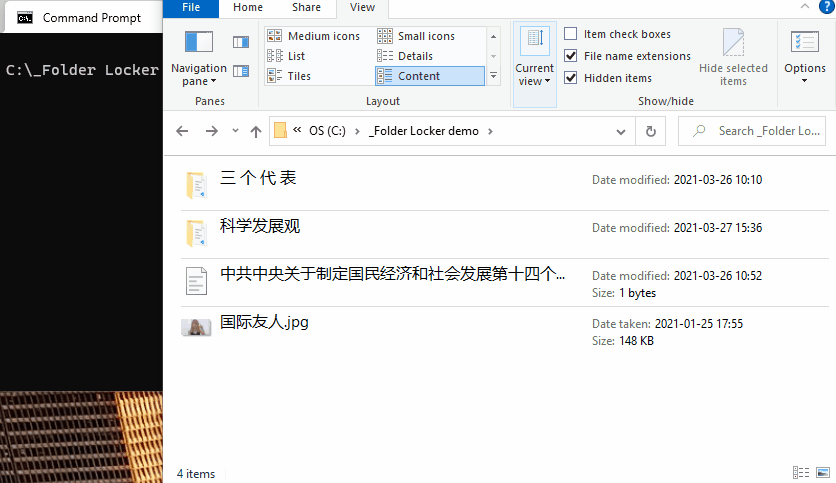 Command Prompt
C:\_Folder Locker
File Home Share View
Navigation pane
Panes
Medium icons Small icons
List Details
Tiles Content
Layout
Current view
Item check boxes
File name extensions
Hidden items
Hide selected items
Show/hide
Options
« OS (C:) › _Folder Locker demo ›
Search _Folder Lo...
三个代表 Date modified: 2021-03-26 10:10
科学发展观 Date modified: 2021-03-27 15:36
中共中央关于制定国民经济和社会发展第十四个... Date modified: 2021-03-26 10:52
Size: 1 bytes
国际友人.jpg Date taken: 2021-01-25 17:55
Size: 148 KB
4 items